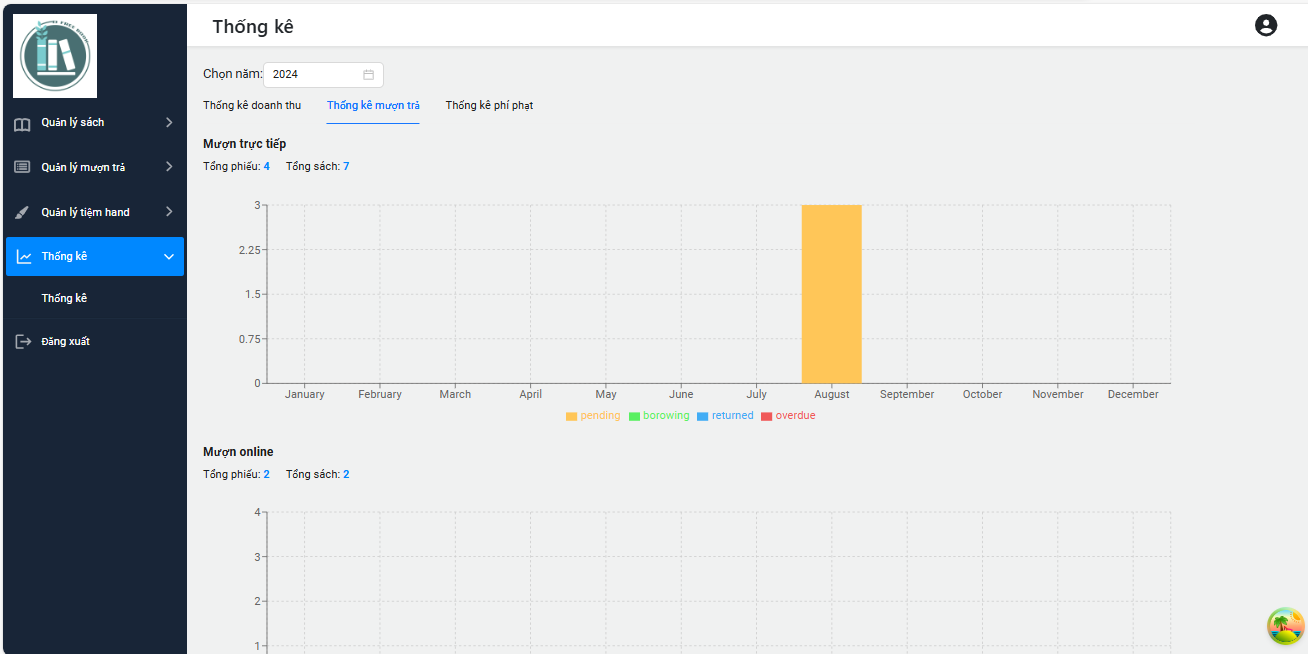 Thống kê
Chọn năm: 2024
Thống kê doanh thu Thống kê mượn trả Thống kê phí phạt
Quản lý sách
Quản lý mượn trả
Quản lý tiệm hand
Thống kê
Thống kê
Đăng xuất
Mượn trực tiếp
Tổng phiếu: 4 Tổng sách: 7
3
2.25
1.5
0.75
0
January February March April May June July August September October November December
pending borowing returned overdue
Mượn online
Tổng phiếu: 2 Tổng sách: 2
4
3
2
1